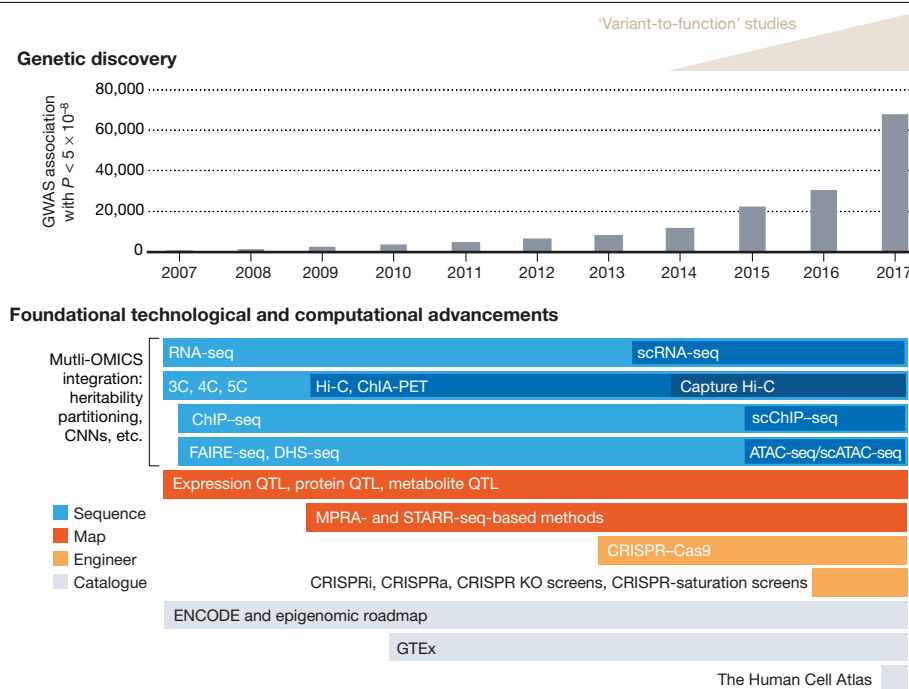 'Variant-to-function' studies
Genetic discovery
GWAS association
with P < 5 × 10⁻⁸
80,000
60,000
40,000
20,000
0
2007 2008 2009 2010 2011 2012 2013 2014 2015 2016 2017
Foundational technological and computational advancements
Mutli-OMICS
integration:
heritability
partitioning,
CNNs, etc.
RNA-seq scRNA-seq
3C, 4C, 5C Hi-C, ChIA-PET Capture Hi-C
ChIP–seq scChIP–seq
FAIRE-seq, DHS-seq ATAC-seq/scATAC-seq
Expression QTL, protein QTL, metabolite QTL
MPRA- and STARR-seq-based methods
CRISPR–Cas9
CRISPRi, CRISPRa, CRISPR KO screens, CRISPR-saturation screens
ENCODE and epigenomic roadmap
GTEx
The Human Cell Atlas
Sequence
Map
Engineer
Catalogue